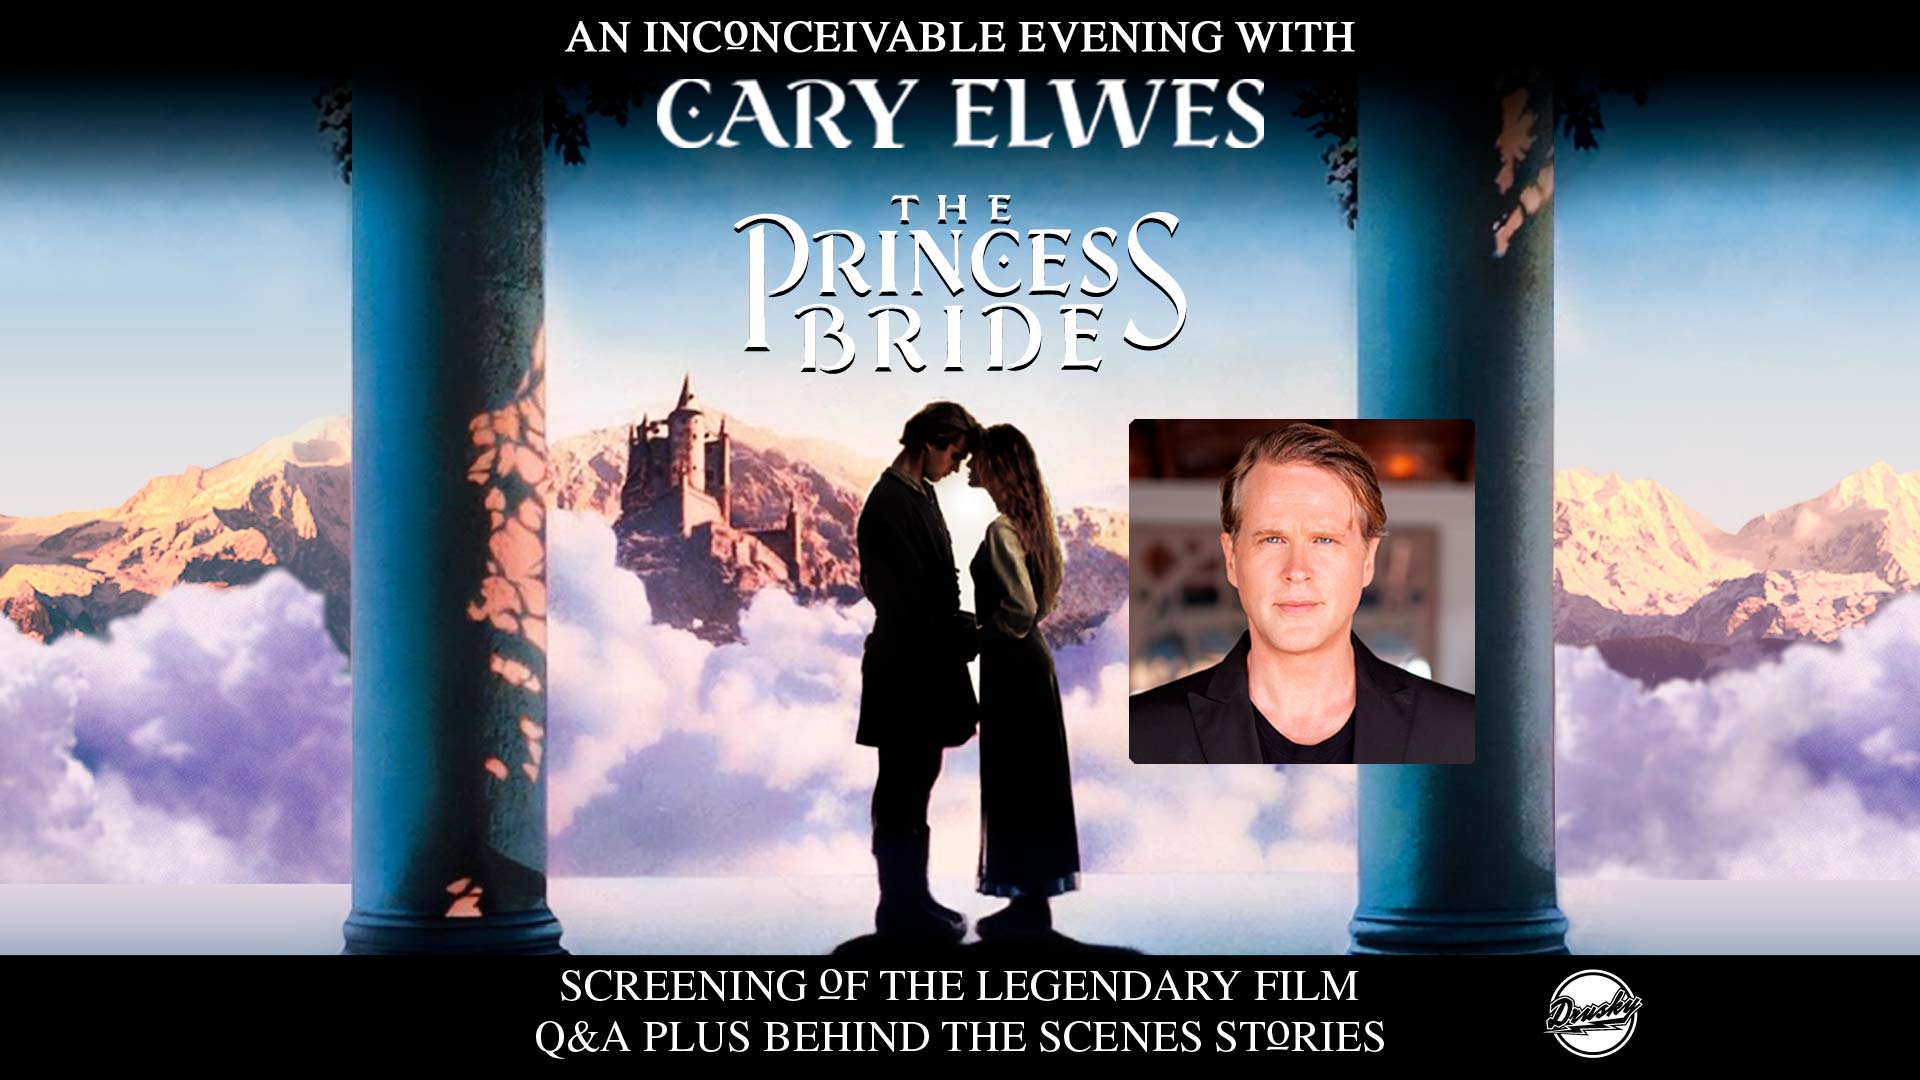 AN INCONCEIVABLE EVENING WITH
CARY ELWES
THE
PRINCESS
BRIDE
SCREENING OF THE LEGENDARY FILM
Q&A PLUS BEHIND THE SCENES STORIES
Drusky